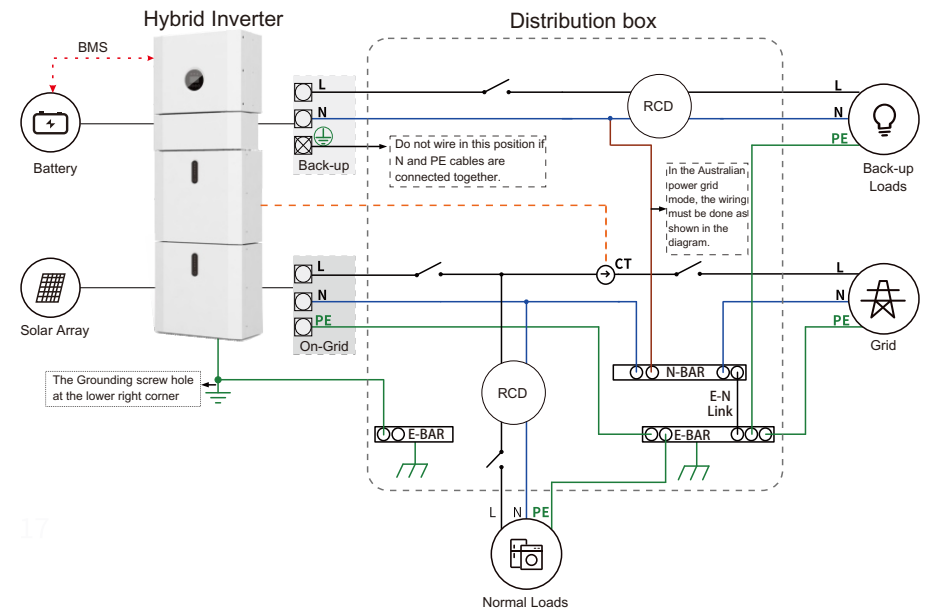 Hybrid Inverter
Distribution box
BMS
Battery
Solar Array
L
N
Back-up
Do not wire in this position if
N and PE cables are
connected together.
RCD
In the Australian
power grid
mode, the wiring
must be done as
shown in the
diagram.
L
N
PE
Back-up
Loads
L
N
PE
On-Grid
CT
L
N
PE
Grid
The Grounding screw hole
at the lower right corner
RCD
N-BAR
E-N
Link
E-BAR
E-BAR
L
N
PE
Normal Loads
17